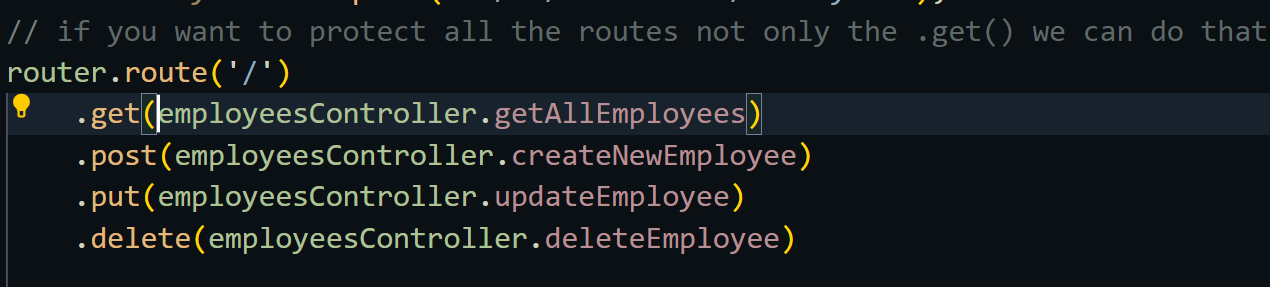 // if you want to protect all the routes not only the .get() we can do that
router.route('/')
.get(employeesController.getAllEmployees)
.post(employeesController.createNewEmployee)
.put(employeesController.updateEmployee)
.delete(employeesController.deleteEmployee)